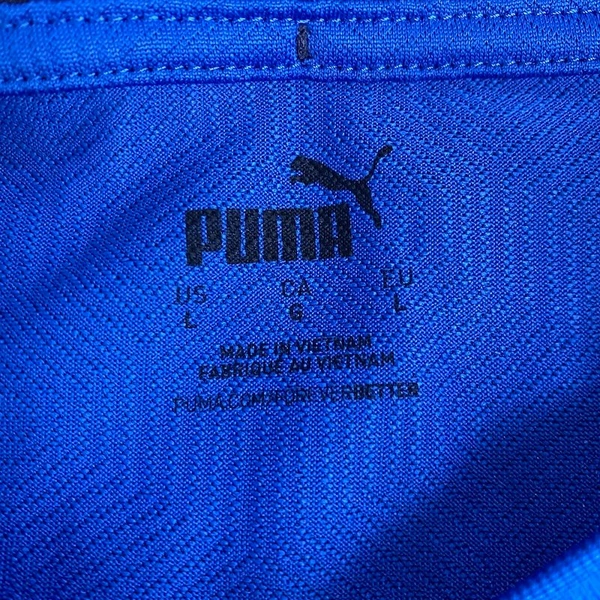 PUMA
US CA EU
L G L
MADE IN VIETNAM
FABRIQUÉ AU VIETNAM
PUMA.COM/FOREVERBETTER